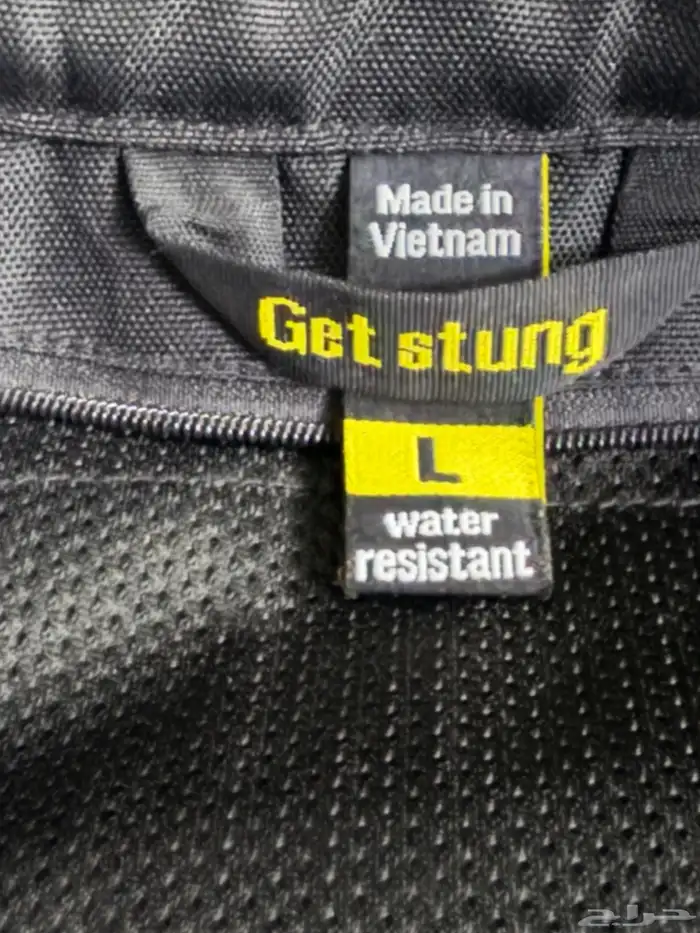 Made in
Vietnam
Get stung
L
water
resistant
حراج